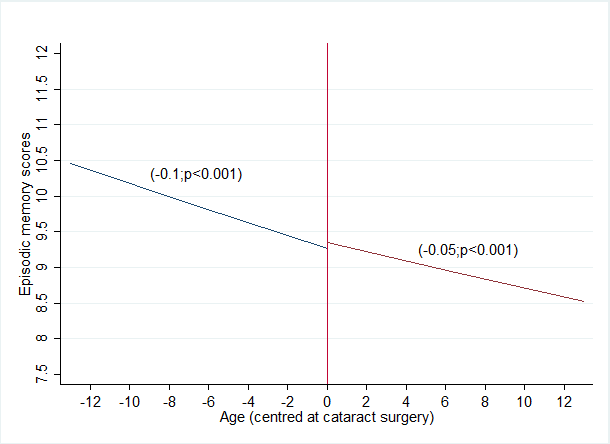 12
11.5
11
10.5
10
9.5
9
8.5
8
7.5
Episodic memory scores
(-0.1;p<0.001)
(-0.05;p<0.001)
-12 -10 -8 -6 -4 -2 0 2 4 6 8 10 12
Age (centred at cataract surgery)